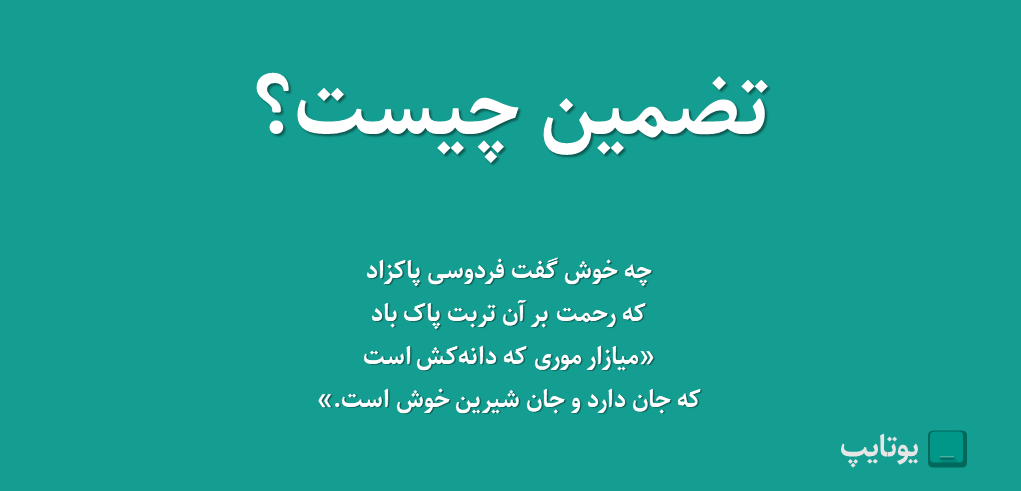 تضمین چیست؟
چه خوش گفت فردوسی پاکزاد
که رحمت بر آن تربت پاک باد
«میازار موری که دانه‌کش است
که جان دارد و جان شیرین خوش است.»
یوتایپ